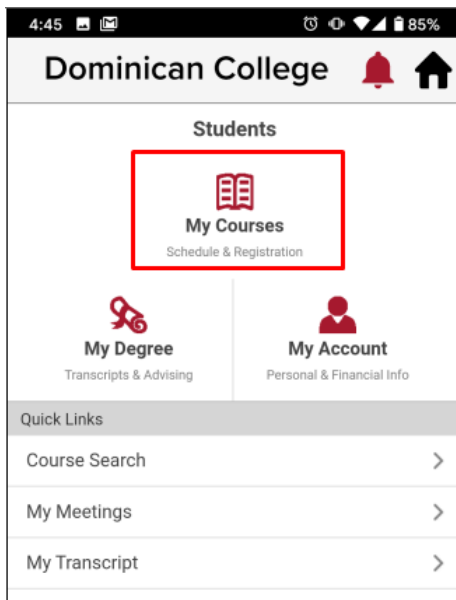 4:45 85%
Dominican College
Students
My Courses
Schedule & Registration
My Degree My Account
Transcripts & Advising Personal & Financial Info
Quick Links
Course Search
My Meetings
My Transcript